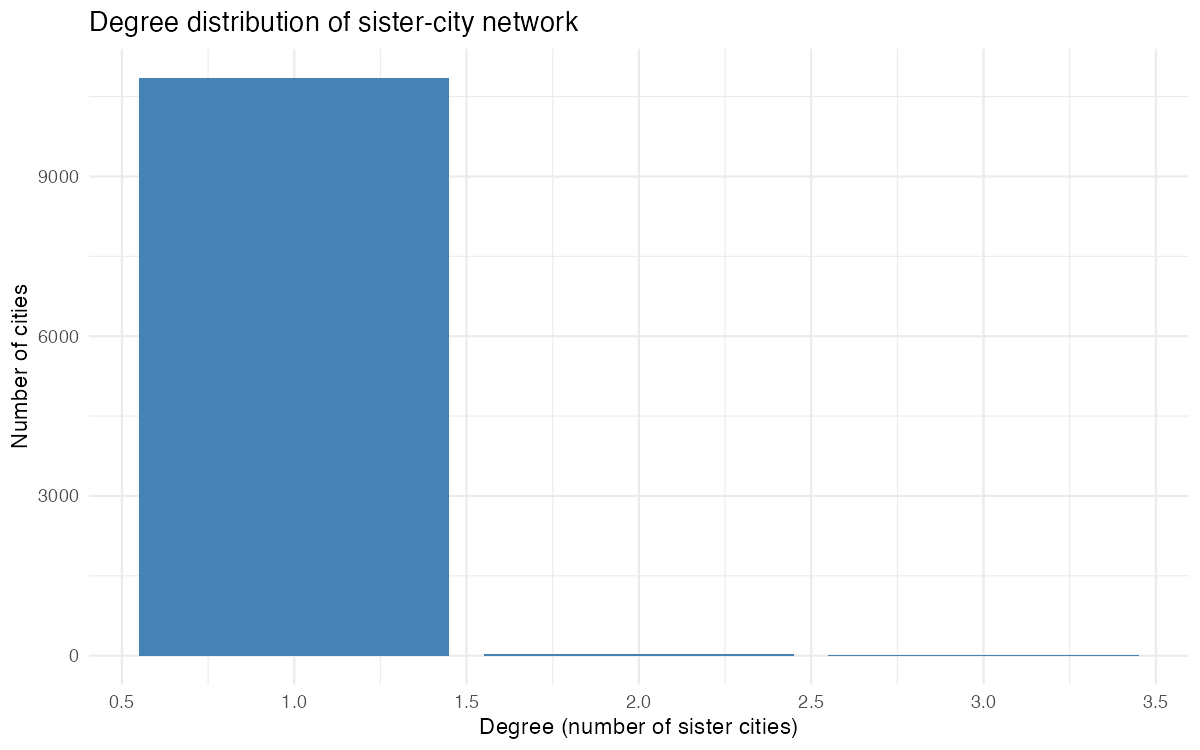 Degree distribution of sister-city network
Number of cities
9000
6000
3000
0
0.5 1.0 1.5 2.0 2.5 3.0 3.5
Degree (number of sister cities)